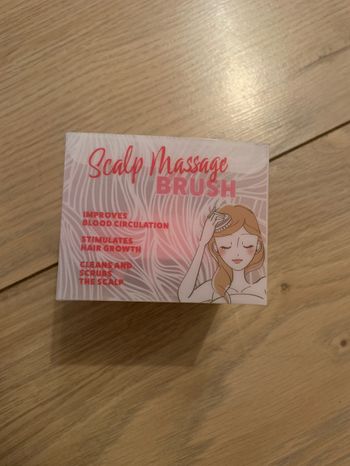 Scalp Massage
BRUSH
IMPROVES
BLOOD CIRCULATION
STIMULATES
HAIR GROWTH
CLEANS AND
SCRUBS
THE SCALP